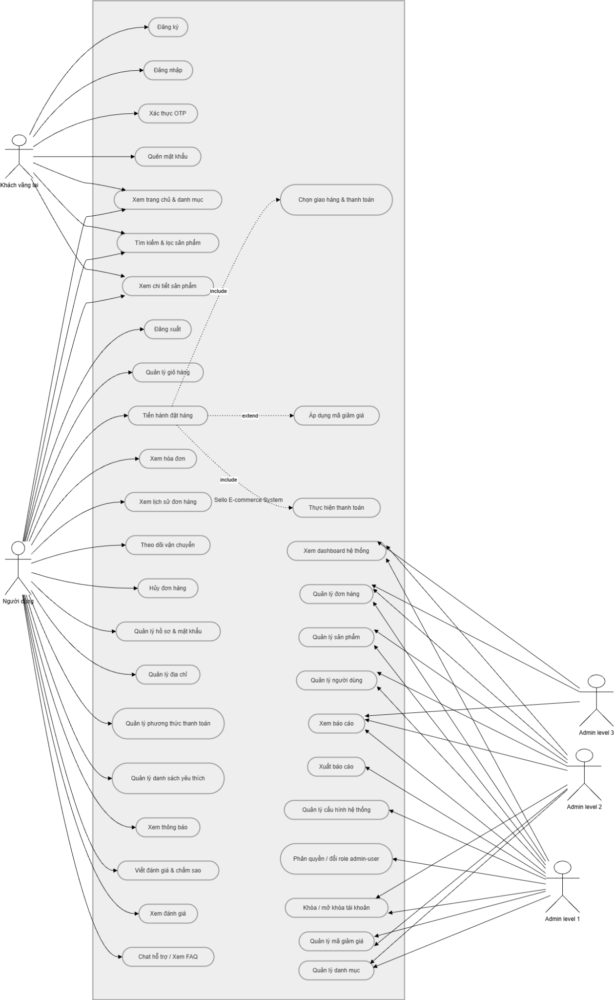 Đăng ký
Đăng nhập
Xác thực OTP
Khách vãng lai
Quên mật khẩu
Xem trang chủ & danh mục
Chọn giao hàng & thanh toán
Tìm kiếm & lọc sản phẩm
Xem chi tiết sản phẩm
include
Đăng xuất
Quản lý giỏ hàng
Tiến hành đặt hàng
extend
Áp dụng mã giảm giá
Xem hóa đơn
include
Xem lịch sử đơn hàng
Sello E-commerce System
Thực hiện thanh toán
Theo dõi vận chuyển
Xem dashboard hệ thống
Hủy đơn hàng
Quản lý đơn hàng
Người dùng
Quản lý hồ sơ & mật khẩu
Quản lý sản phẩm
Quản lý địa chỉ
Quản lý người dùng
Quản lý phương thức thanh toán
Xem báo cáo
Admin level 3
Quản lý danh sách yêu thích
Xuất báo cáo
Admin level 2
Xem thông báo
Quản lý cấu hình hệ thống
Viết đánh giá & chấm sao
Phân quyền / đổi role admin-user
Xem đánh giá
Khóa / mở khóa tài khoản
Admin level 1
Quản lý mã giảm giá
Chat hỗ trợ / Xem FAQ
Quản lý danh mục